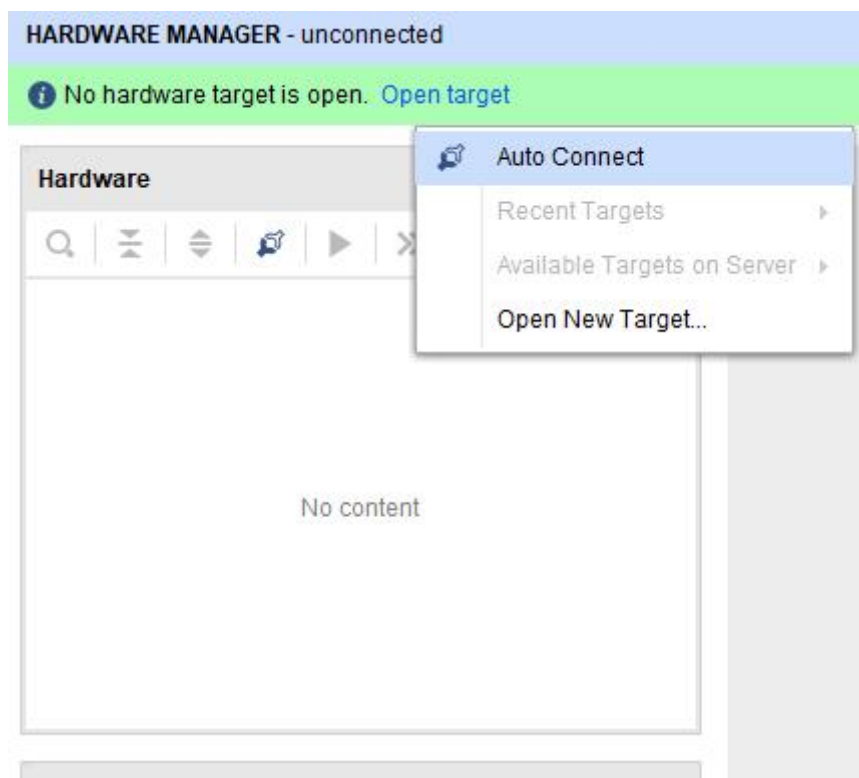 HARDWARE MANAGER - unconnected
No hardware target is open. Open target
Auto Connect
Hardware
Recent Targets
Available Targets on Server
Open New Target...
No content